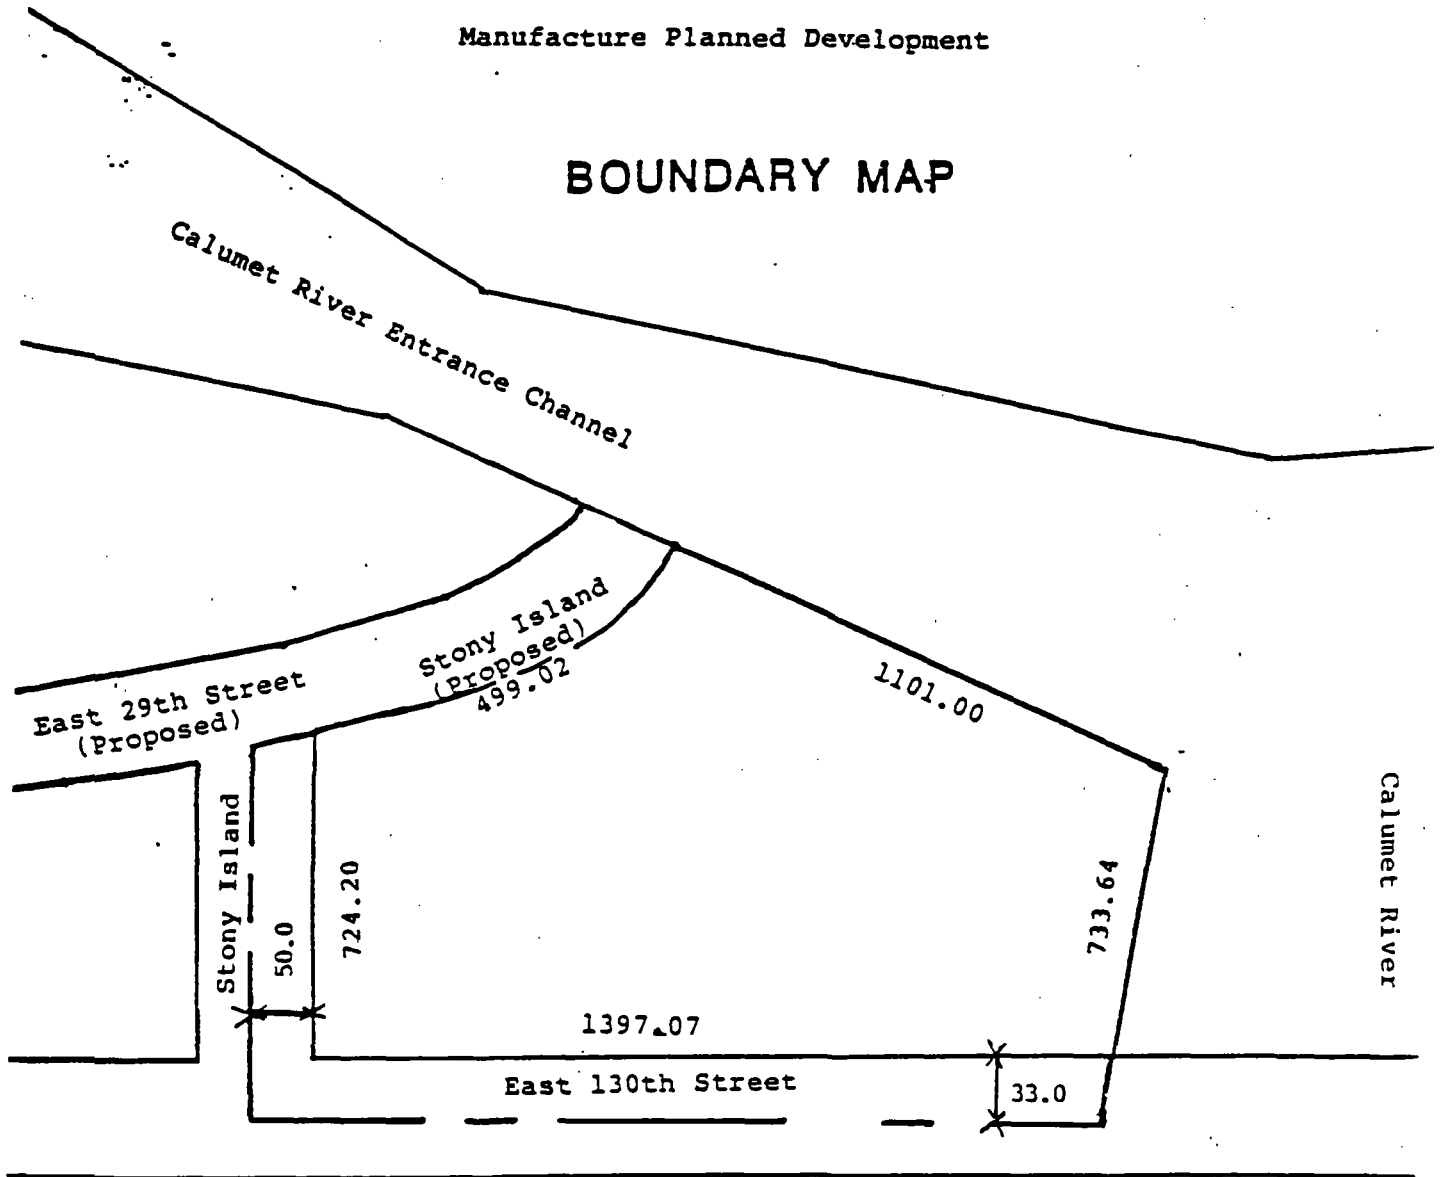 Manufacture Planned Development
BOUNDARY MAP
Calumet River Entrance Channel
Stony Island
(Proposed)
499.02
1101.00
East 29th Street
(Proposed)
Stony Island
50.0
724.20
733.64
Calumet River
1397.07
East 130th Street
33.0